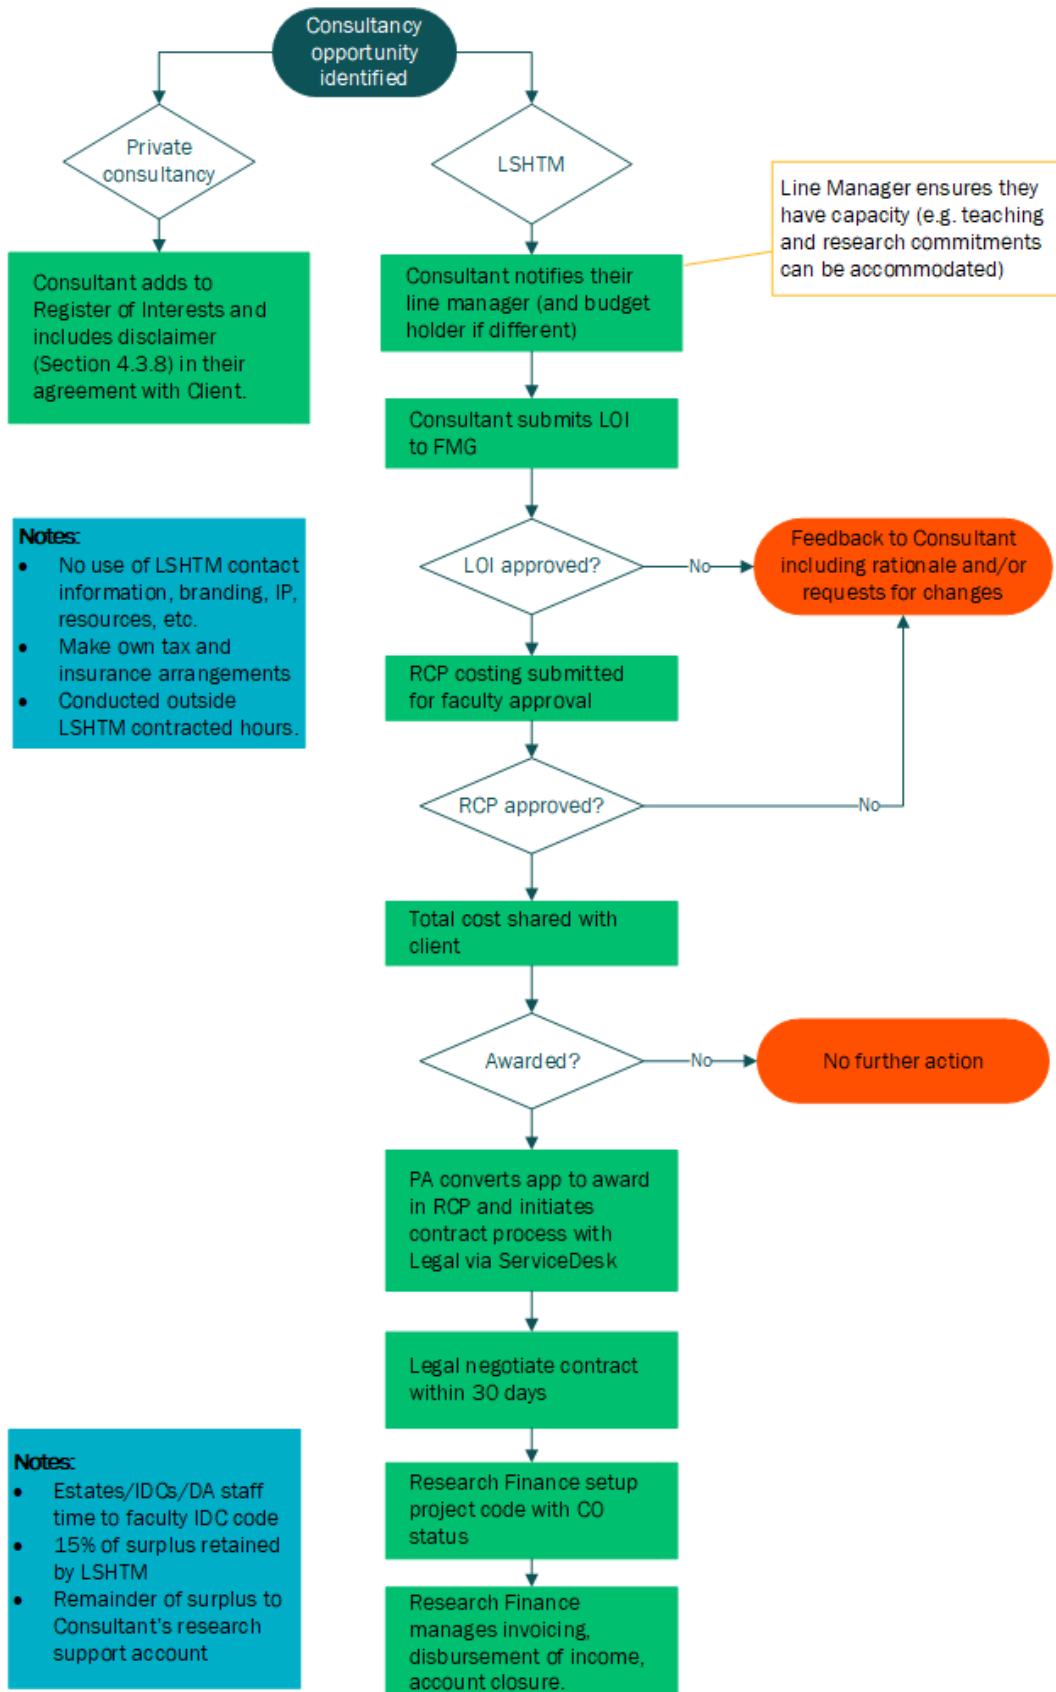 Consultancy
opportunity
identified
Private
consultancy
LSHTM
Line Manager ensures they
have capacity (e.g. teaching
and research commitments
can be accommodated)
Consultant adds to
Register of Interests and
includes disclaimer
(Section 4.3.8) in their
agreement with Client.
Consultant notifies their
line manager (and budget
holder if different)
Consultant submits LOI
to FMG
Notes:
• No use of LSHTM contact
information, branding, IP,
resources, etc.
• Make own tax and
insurance arrangements
• Conducted outside
LSHTM contracted hours.
LOI approved?
No
Feedback to Consultant
including rationale and/or
requests for changes
RCP costing submitted
for faculty approval
RCP approved?
No
Total cost shared with
client
Awarded?
No
No further action
PA converts app to award
in RCP and initiates
contract process with
Legal via ServiceDesk
Legal negotiate contract
within 30 days
Notes:
• Estates/IDCs/DA staff
time to faculty IDC code
• 15% of surplus retained
by LSHTM
• Remainder of surplus to
Consultant's research
support account
Research Finance setup
project code with CO
status
Research Finance
manages invoicing,
disbursement of income,
account closure.